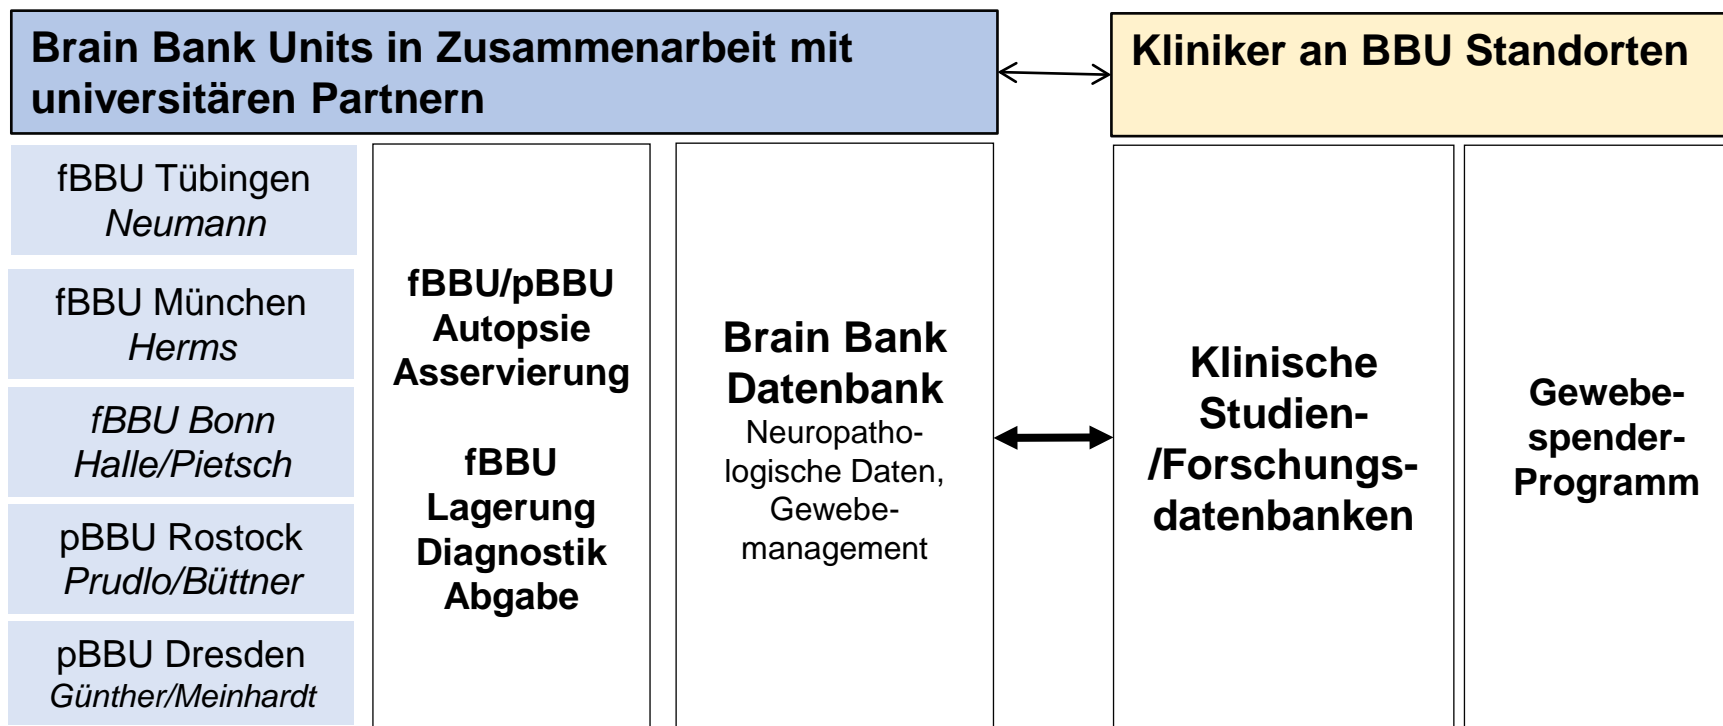 Brain Bank Units in Zusammenarbeit mit
universitären Partnern
Kliniker an BBU Standorten
fBBU Tübingen
Neumann
fBBU München
Herms
fBBU Bonn
Halle/Pietsch
pBBU Rostock
Prudlo/Büttner
pBBU Dresden
Günther/Meinhardt
fBBU/pBBU
Autopsie
Asservierung
fBBU
Lagerung
Diagnostik
Abgabe
Brain Bank
Datenbank
Neuropatho-
logische Daten,
Gewebe-
management
Klinische
Studien-
/Forschungs-
datenbanken
Gewebe-
spender-
Programm